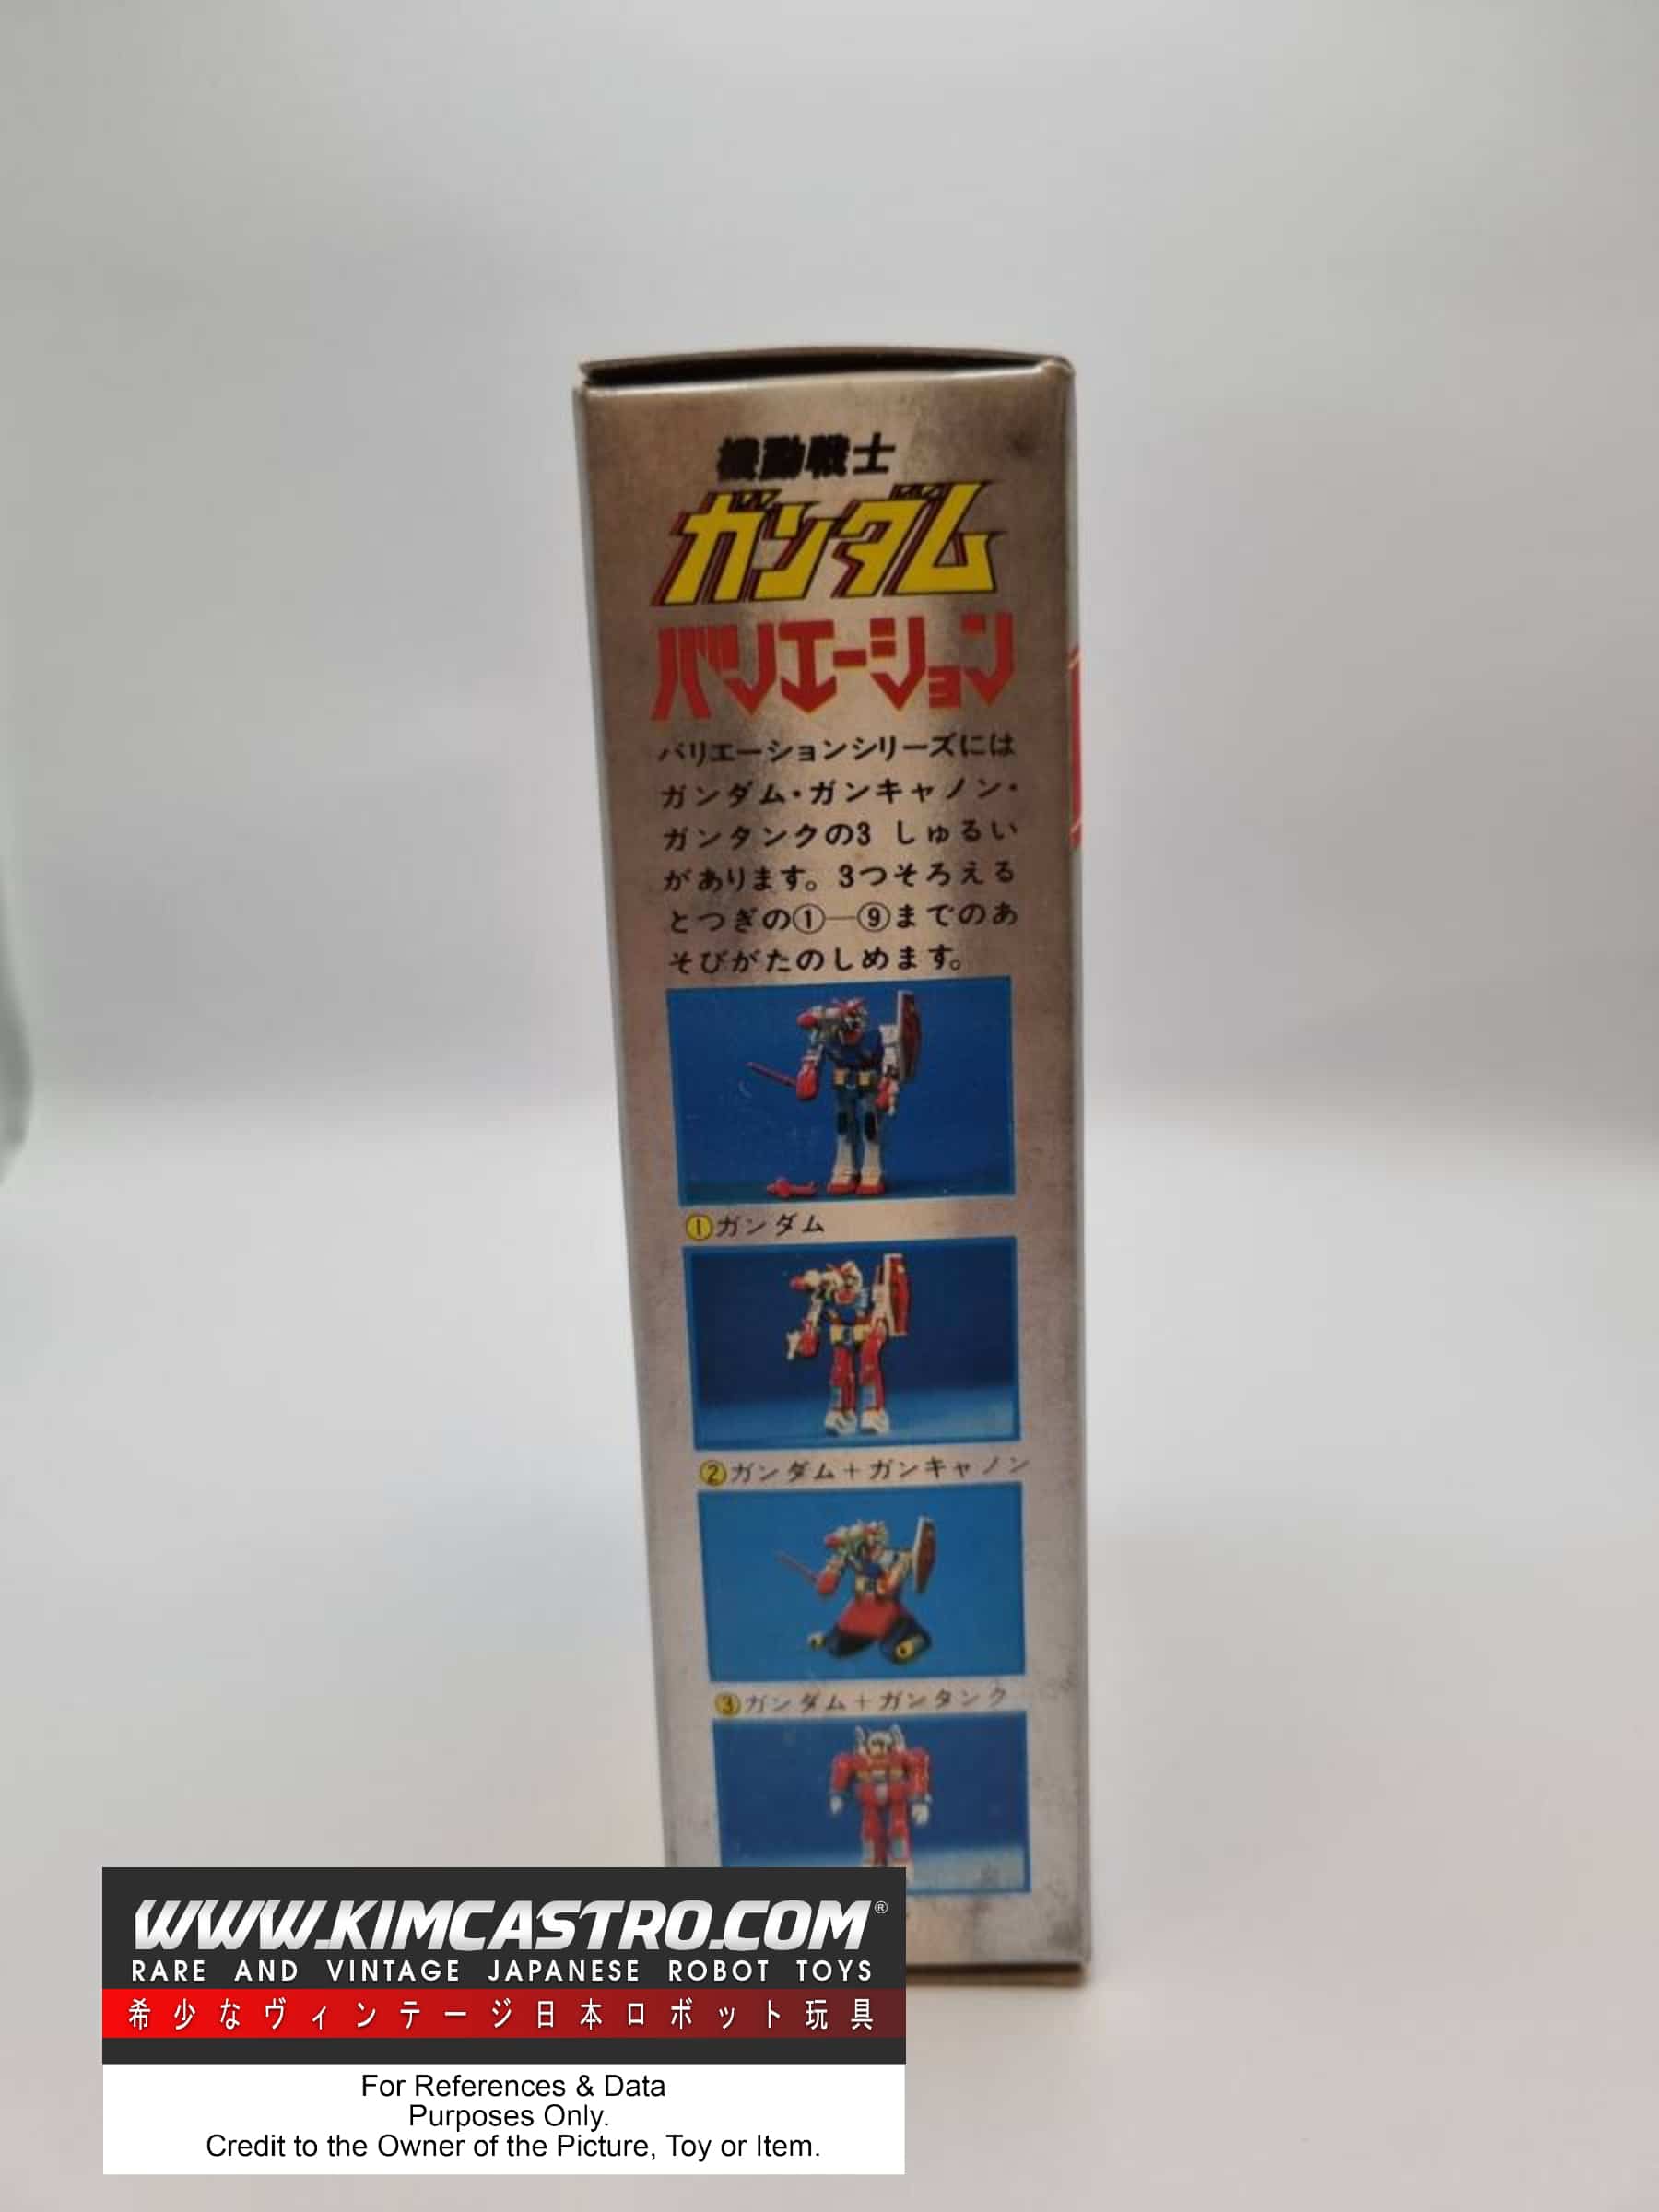 機動戦士
ガンダム
バリエーション
バリエーションシリーズには
ガンダム・ガンキャノン・
ガンタンクの3 しゅるい
があります。3つそろえる
とつぎの①—⑨までのあ
そびがたのしめます。
①ガンダム
②ガンダム+ガンキャノン
③ガンダム+ガンタンク
WWW.KIMCASTRO.COM®
RARE AND VINTAGE JAPANESE ROBOT TOYS
希少なヴィンテージ日本ロボット玩具
For References & Data
Purposes Only.
Credit to the Owner of the Picture, Toy or Item.